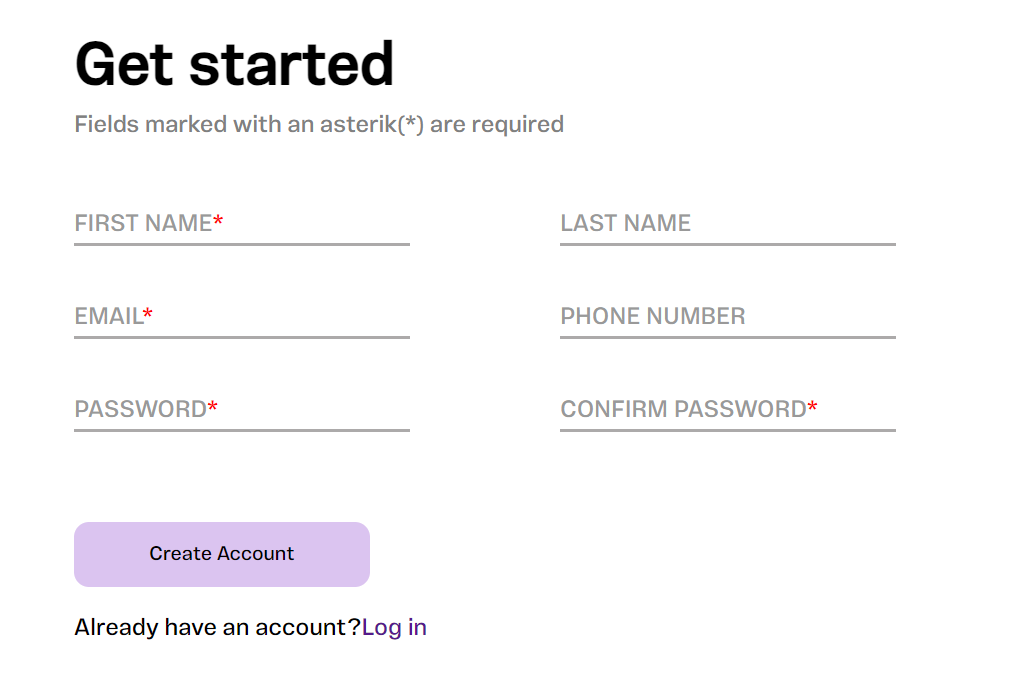 Get started
Fields marked with an asterik(*) are required
FIRST NAME*
LAST NAME
EMAIL*
PHONE NUMBER
PASSWORD*
CONFIRM PASSWORD*
Create Account
Already have an account?Log in